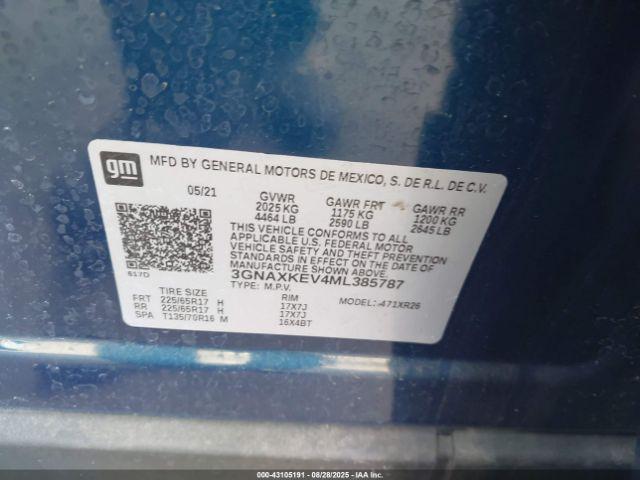 gm
MFD BY GENERAL MOTORS DE MEXICO, S. DE R.L. DE C.V.
05/21 GVWR GAWR FRT GAWR RR
2025 KG 1175 KG 1200 KG
4464 LB 2590 LB 2645 LB
THIS VEHICLE CONFORMS TO ALL
APPLICABLE U.S. FEDERAL MOTOR
VEHICLE SAFETY AND THEFT PREVENTION
STANDARDS IN EFFECT ON THE DATE OF
MANUFACTURE SHOWN ABOVE.
617D
3GNAXKEV4ML385787
TYPE: M.P.V.
TIRE SIZE RIM MODEL: 471XR26
FRT 225/65R17 H 17X7J
RR 225/65R17 H 17X7J
SPA T135/70R16 M 16X4BT
000-43105191 - 08/28/2025 - IAA Inc.